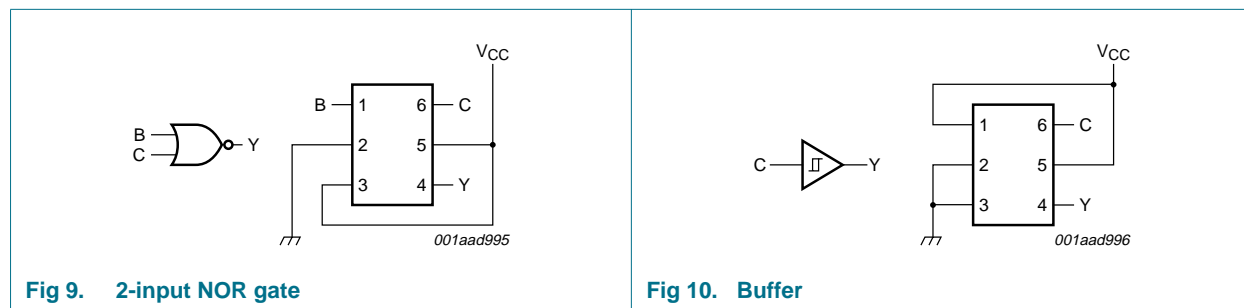 VCC
B 1 6 C
B
C
Y
2 5
3 4 Y
001aad995
Fig 9. 2-input NOR gate
VCC
1 6 C
C
Y
2 5
3 4 Y
001aad996
Fig 10. Buffer